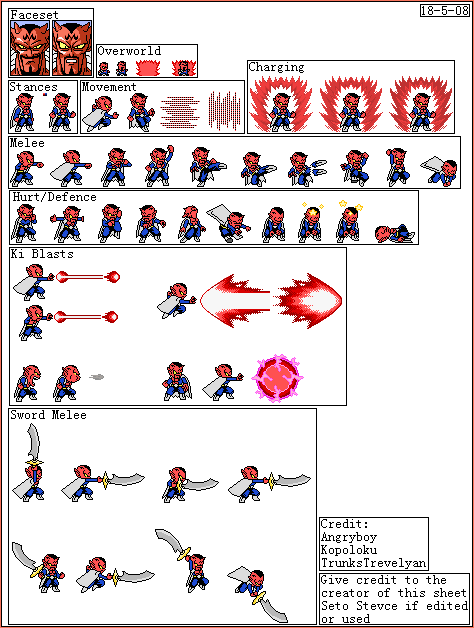 Faceset
18-5-08
Overworld
Charging
Stances
Movement
Melee
Hurt/Defence
Ki Blasts
Sword Melee
Credit:
Angryboy
Kopoloku
TrunksTrevelyan
Give credit to the
creator of this sheet
Seto Stevce if edited
or used